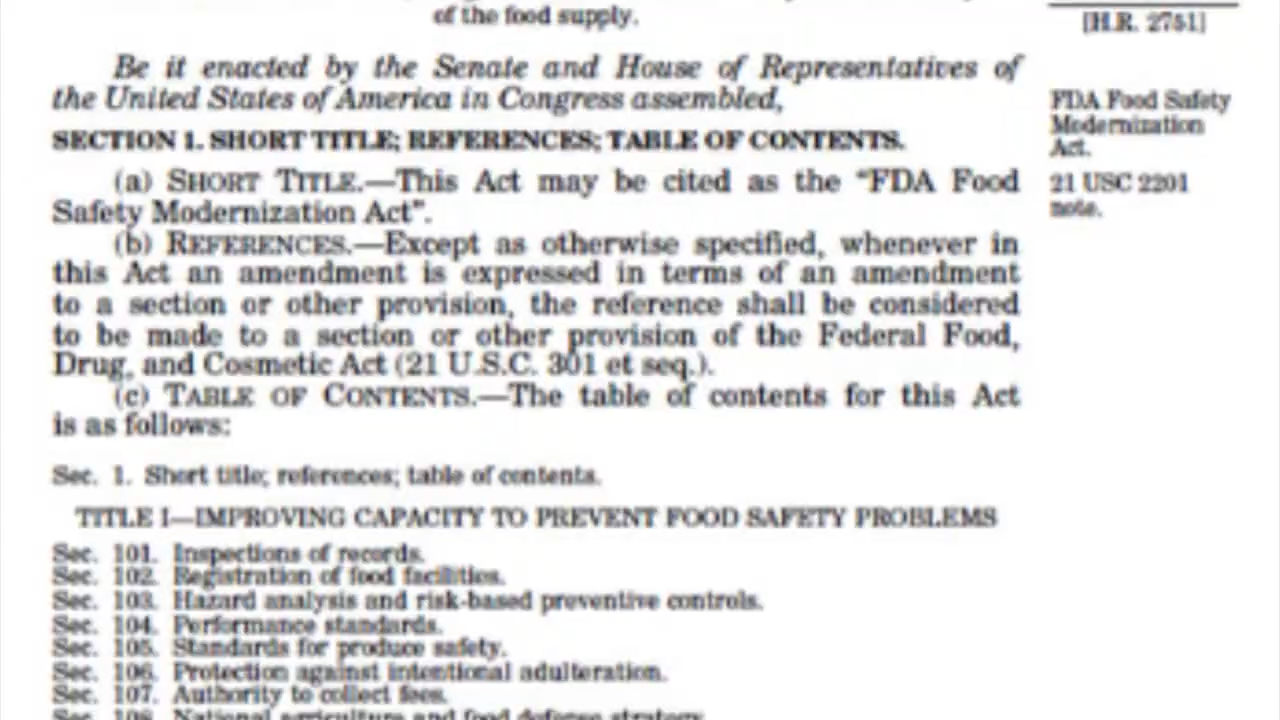 of the food supply.
[H.R. 2751]
Be it enacted by the Senate and House of Representatives of
the United States of America in Congress assembled,
SECTION 1. SHORT TITLE; REFERENCES; TABLE OF CONTENTS.
(a) SHORT TITLE.—This Act may be cited as the “FDA Food
Safety Modernization Act”.
(b) REFERENCES.—Except as otherwise specified, whenever in
this Act an amendment is expressed in terms of an amendment
to a section or other provision, the reference shall be considered
to be made to a section or other provision of the Federal Food,
Drug, and Cosmetic Act (21 U.S.C. 301 et seq.).
(c) TABLE OF CONTENTS.—The table of contents for this Act
is as follows:
Sec. 1. Short title; references; table of contents.
TITLE I—IMPROVING CAPACITY TO PREVENT FOOD SAFETY PROBLEMS
Sec. 101. Inspections of records.
Sec. 102. Registration of food facilities.
Sec. 103. Hazard analysis and risk-based preventive controls.
Sec. 104. Performance standards.
Sec. 105. Standards for produce safety.
Sec. 106. Protection against intentional adulteration.
Sec. 107. Authority to collect fees.
Sec. 108. National agriculture and food defense strategy.
FDA Food Safety
Modernization
Act.
21 USC 2201
note.